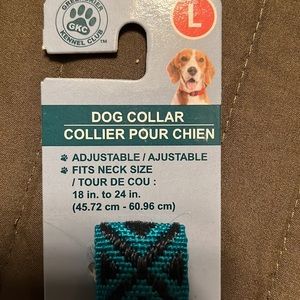 GREENBRIER
GKC
KENNEL CLUB
L
DOG COLLAR
COLLIER POUR CHIEN
ADJUSTABLE / AJUSTABLE
FITS NECK SIZE
/ TOUR DE COU :
18 in. to 24 in.
(45.72 cm - 60.96 cm)